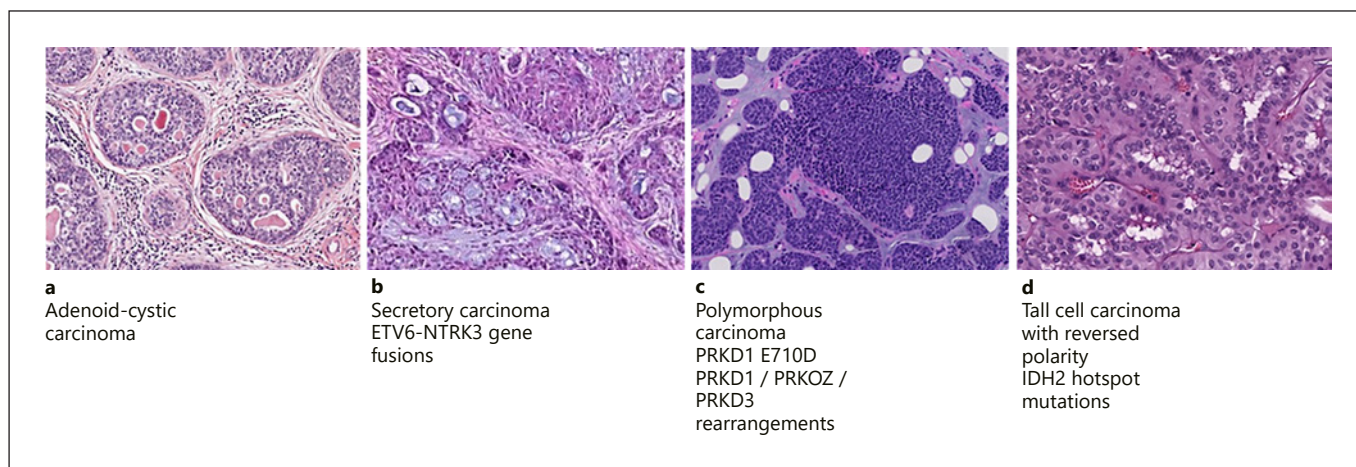 a
Adenoid-cystic
carcinoma
b
Secretory carcinoma
ETV6-NTRK3 gene
fusions
c
Polymorphous
carcinoma
PRKD1 E710D
PRKD1 / PRKOZ /
PRKD3
rearrangements
d
Tall cell carcinoma
with reversed
polarity
IDH2 hotspot
mutations